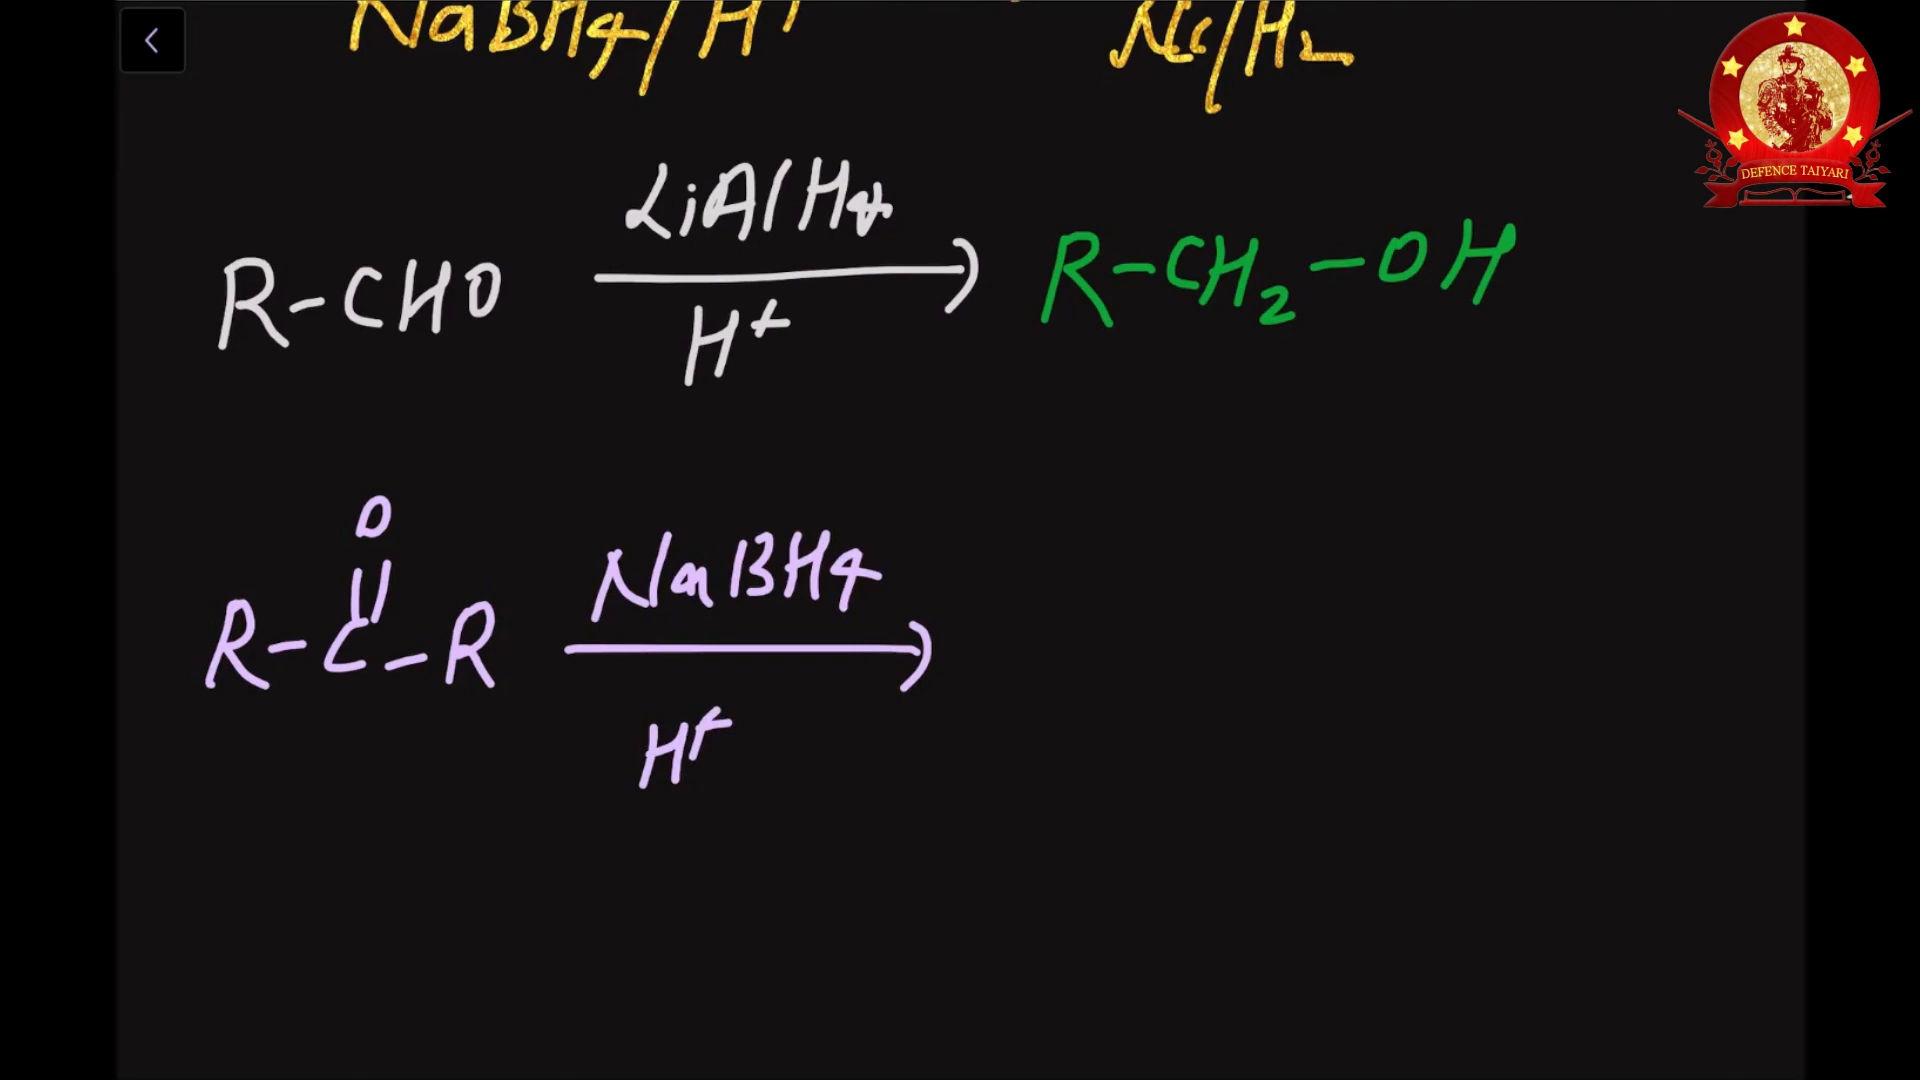 NaBH4/H+
Ni/H2
DEFENCE TAIYARI
LiAlH4
R-CHO → R-CH2-OH
H+
O
||
NaBH4
R-C-R →
H+